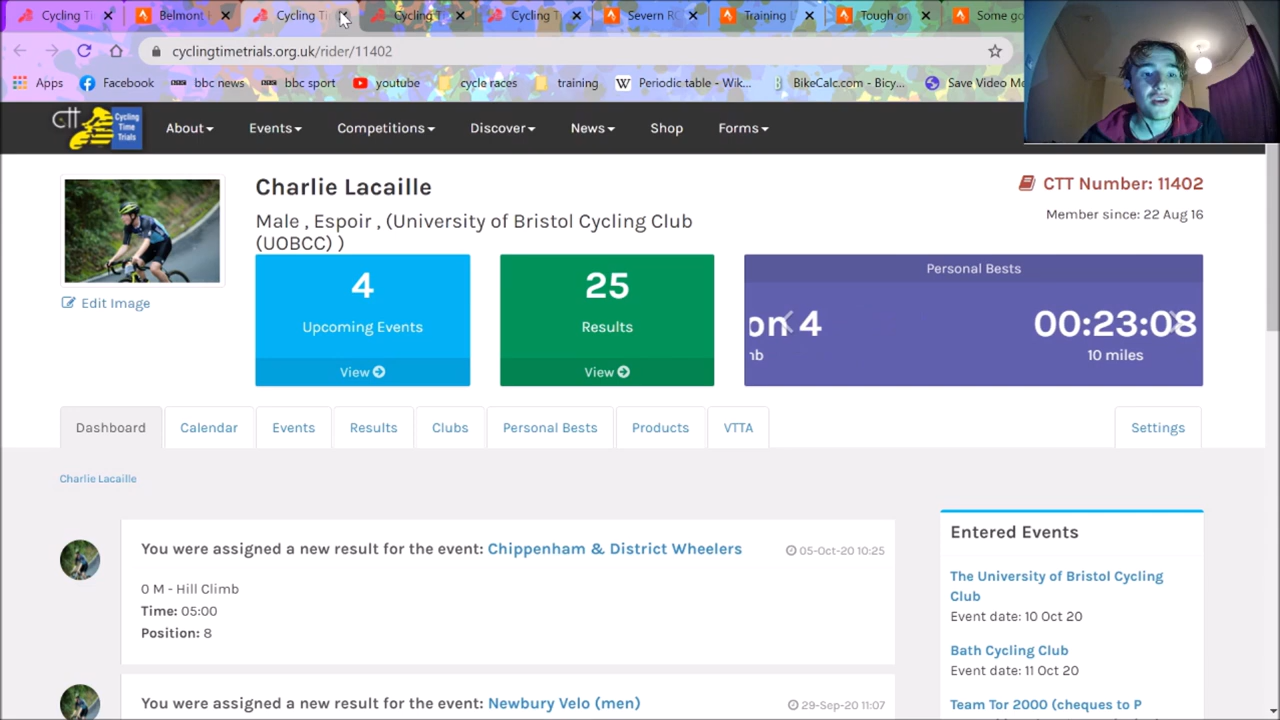 Cycling Ti
Belmont H
Cycling Ti
Cycling T
Cycling T
Severn RC
Training L
Tough on
Some go
cyclingtimetrials.org.uk/rider/11402
Apps
Facebook
bbc news
bbc sport
youtube
cycle races
training
Periodic table - Wik...
BikeCalc.com - Bicy...
Save Video Me
ctt Cycling Time Trials
About
Events
Competitions
Discover
News
Shop
Forms
Charlie Lacaille
CTT Number: 11402
Male , Espoir , (University of Bristol Cycling Club
(UOBCC) )
Member since: 22 Aug 16
Edit Image
4
Upcoming Events
View
25
Results
View
Personal Bests
on 4
nb
00:23:08
10 miles
Dashboard
Calendar
Events
Results
Clubs
Personal Bests
Products
VTTA
Settings
Charlie Lacaille
You were assigned a new result for the event: Chippenham & District Wheelers
05-Oct-20 10:25
0 M - Hill Climb
Time: 05:00
Position: 8
You were assigned a new result for the event: Newbury Velo (men)
29-Sep-20 11:07
Entered Events
The University of Bristol Cycling
Club
Event date: 10 Oct 20
Bath Cycling Club
Event date: 11 Oct 20
Team Tor 2000 (cheques to P